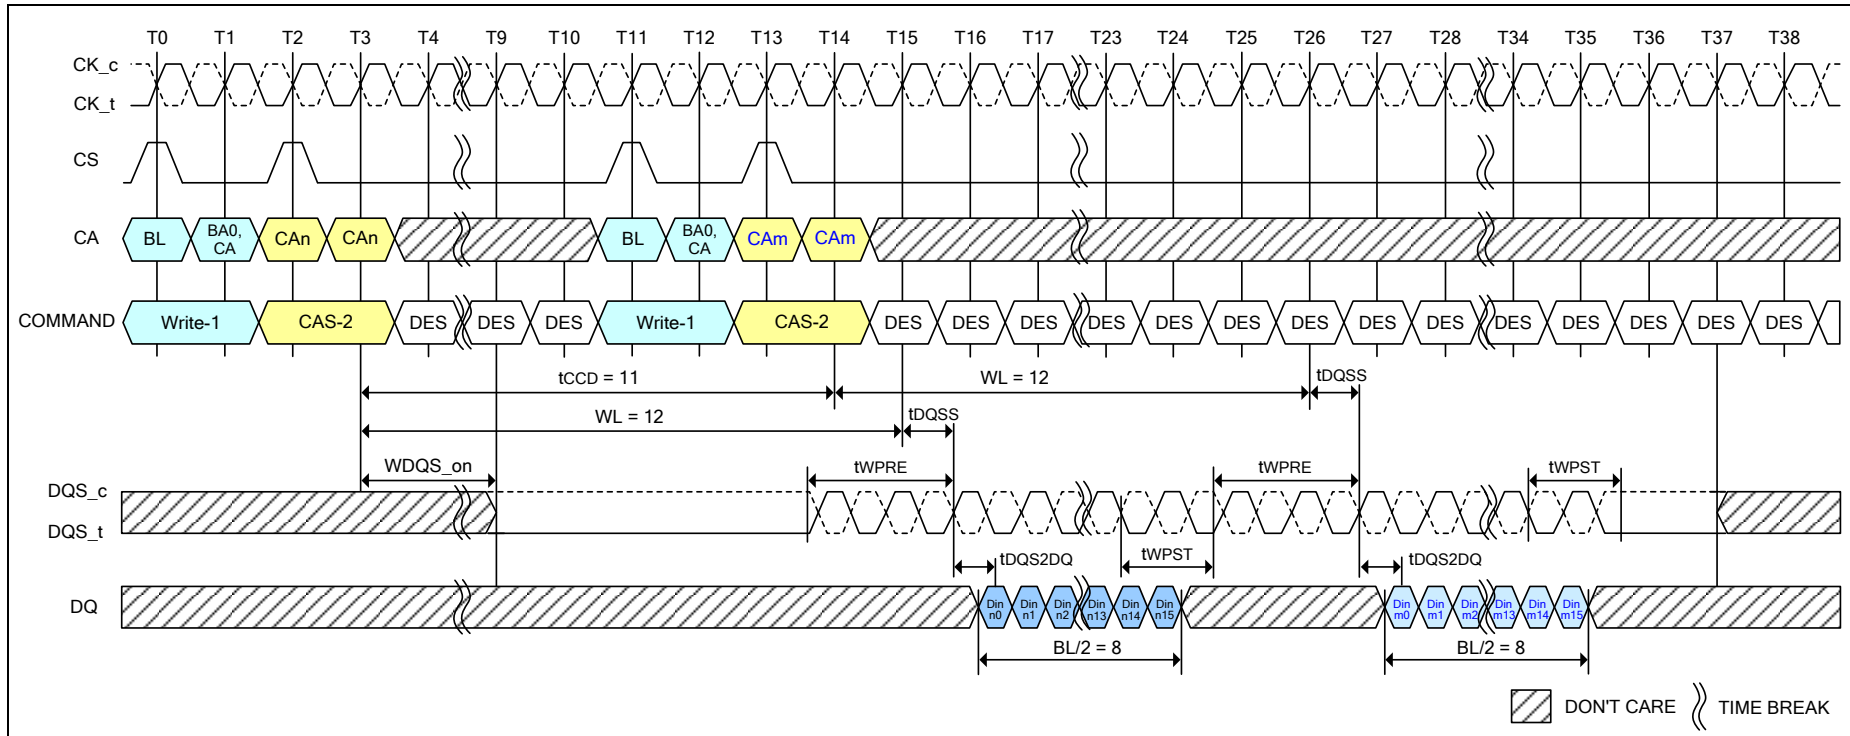 T0 T1 T2 T3 T4 T9 T10 T11 T12 T13 T14 T15 T16 T17 T23 T24 T25 T26 T27 T28 T34 T35 T36 T37 T38
CK_c
CK_t
CS
CA BL BA0, CA CAn CAn BL BA0, CA CAm CAm
COMMAND Write-1 CAS-2 DES DES DES Write-1 CAS-2 DES DES DES DES DES DES DES DES DES DES DES DES DES DES
tCCD = 11 WL = 12 tDQSS
WL = 12 tDQSS
WDQS_on tWPRE tWPRE tWPST
DQS_c
DQS_t
tDQS2DQ tWPST tDQS2DQ
DQ Din n0 Din n1 Din n2 Din n13 Din n14 Din n15 Din m0 Din m1 Din m2 Din m13 Din m14 Din m15
BL/2 = 8 BL/2 = 8
DON'T CARE TIME BREAK